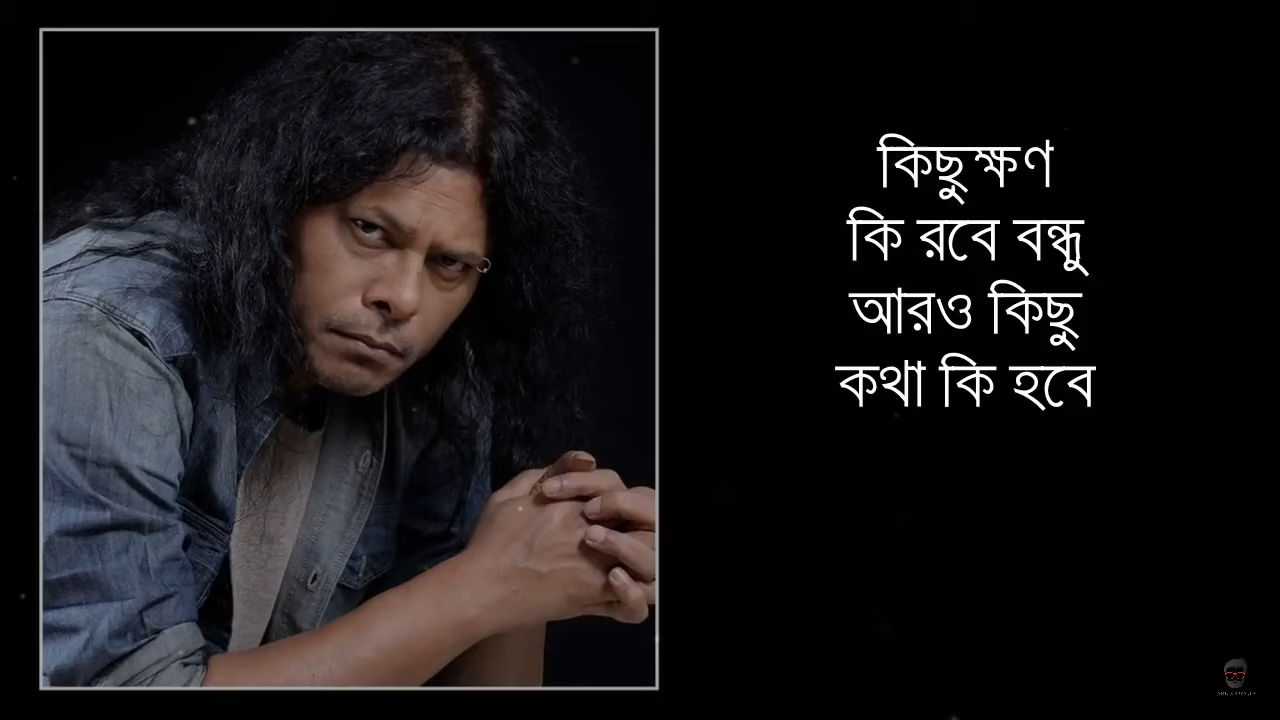 কিছুক্ষণ
কি রবে বন্ধু
আরও কিছু
কথা কি হবে